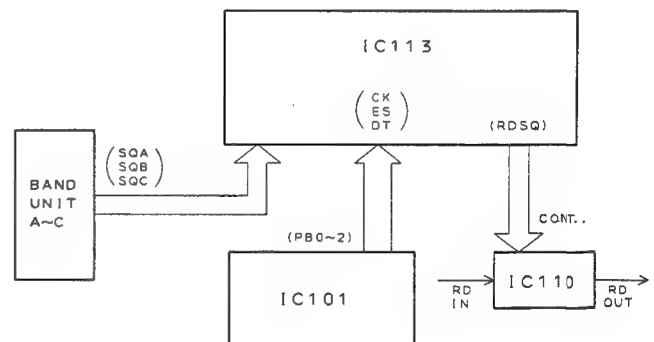 IC113
CK
ES
DT
(RDSQ)
SQA
SQB
SQC
BAND
UNIT
A~C
CONT..
(PB0~2)
IC101
IC110
RD
IN
RD
OUT